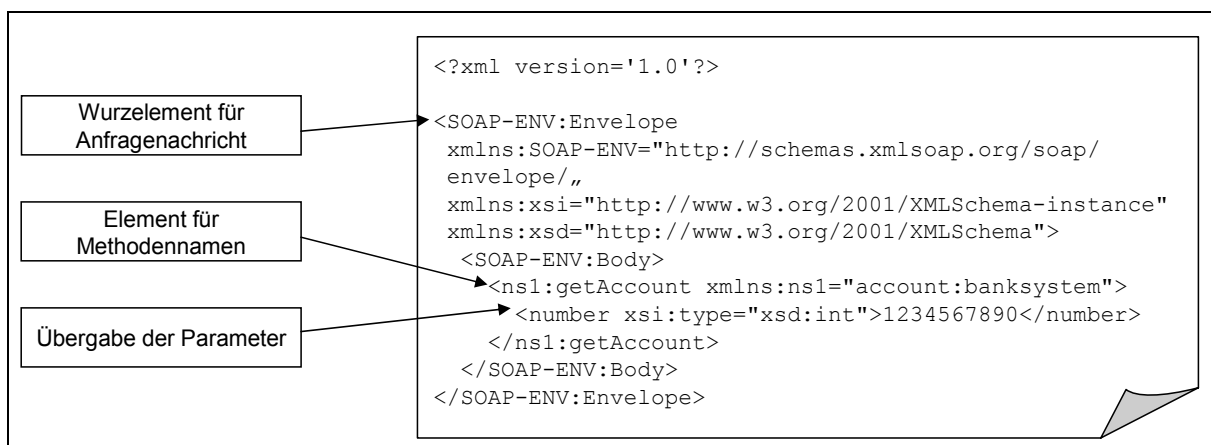 Wurzelement für
Anfragenachricht
Element für
Methodennamen
Übergabe der Parameter
<?xml version='1.0'?>
<SOAP-ENV:Envelope
xmlns:SOAP-ENV="http://schemas.xmlsoap.org/soap/
envelope/„
xmlns:xsi="http://www.w3.org/2001/XMLSchema-instance"
xmlns:xsd="http://www.w3.org/2001/XMLSchema">
<SOAP-ENV:Body>
<ns1:getAccount xmlns:ns1="account:banksystem">
<number xsi:type="xsd:int">1234567890</number>
</ns1:getAccount>
</SOAP-ENV:Body>
</SOAP-ENV:Envelope>